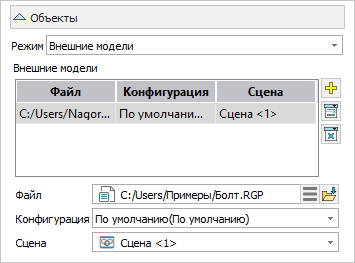 Объекты
Режим Внешние модели
Внешние модели
Файл Конфигурация Сцена
C:/Users/Nagor... По умолчани... Сцена <1>
Файл C:/Users/Примеры/Болт.RGP
Конфигурация По умолчанию(По умолчанию)
Сцена Сцена <1>